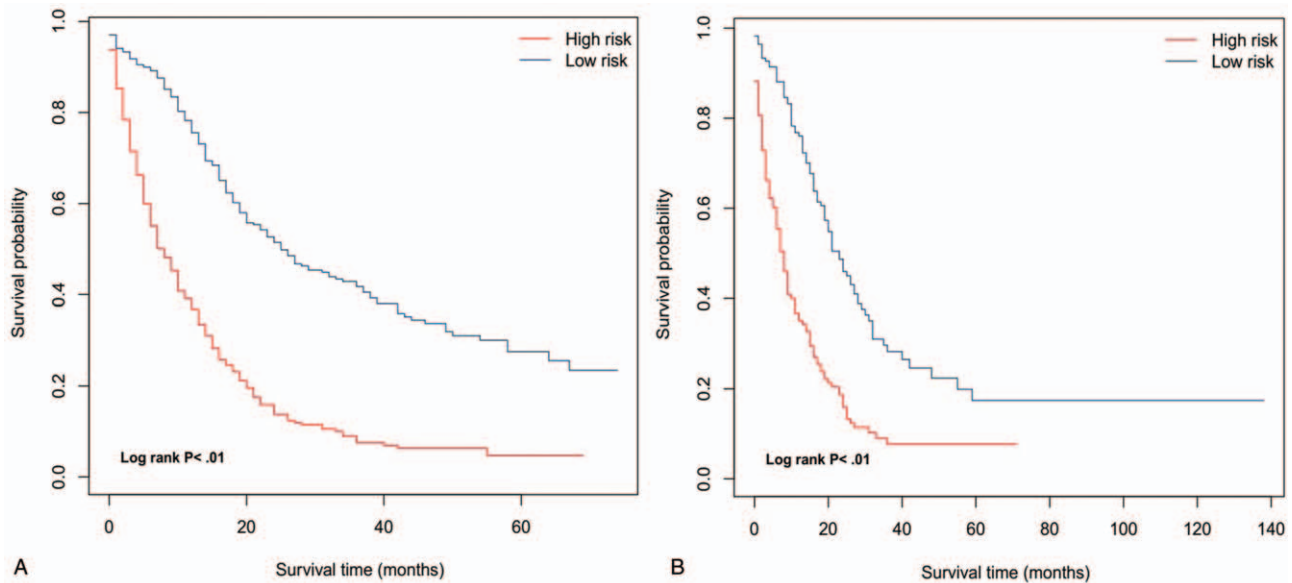 High risk
Low risk
Survival probability
1.0
0.8
0.6
0.4
0.2
0.0
Log rank P< .01
0 20 40 60
Survival time (months)
A
High risk
Low risk
Survival probability
1.0
0.8
0.6
0.4
0.2
0.0
Log rank P< .01
0 20 40 60 80 100 120 140
Survival time (months)
B